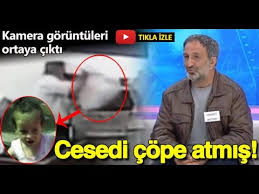 Kamera görüntüleri
ortaya çıktı
TIKLA İZLE
Cesedi çöpe atmış!